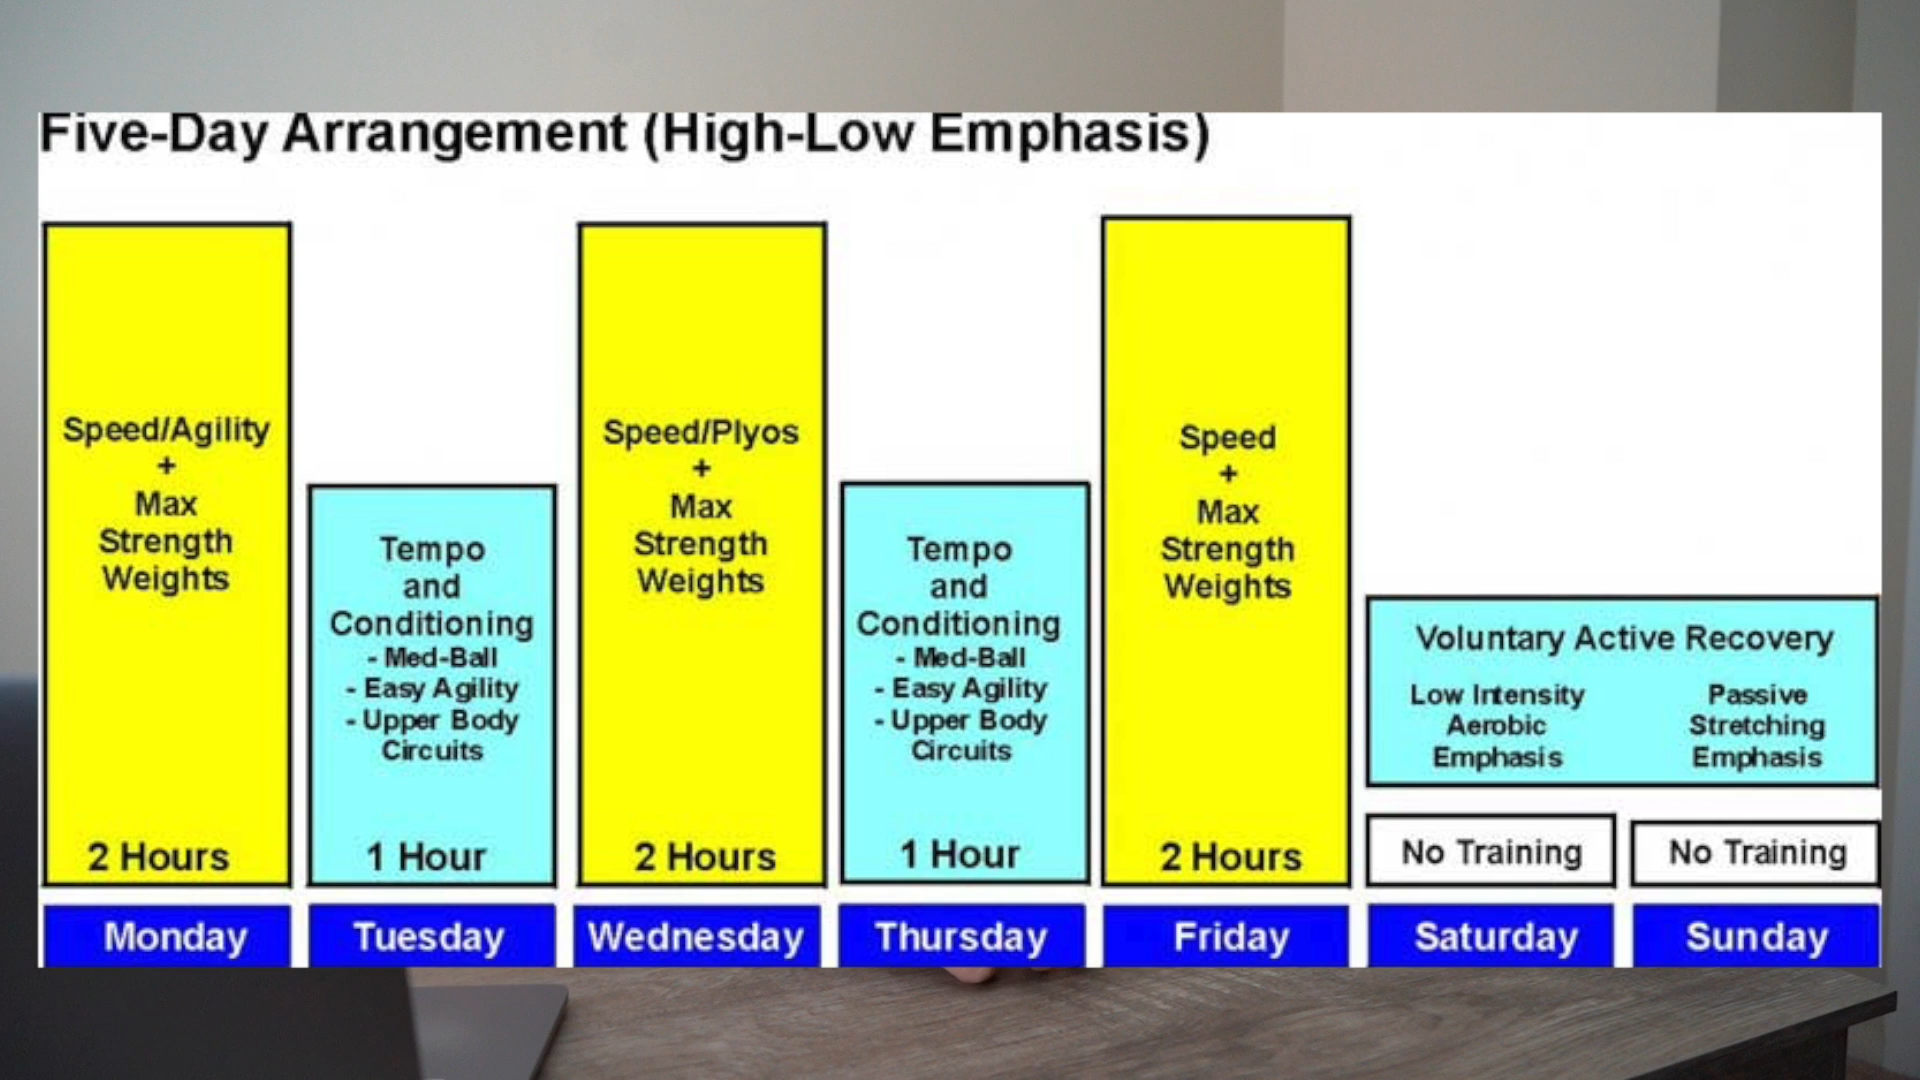 Five-Day Arrangement (High-Low Emphasis)
Speed/Agility
+
Max
Strength
Weights
2 Hours
Monday
Tempo
and
Conditioning
- Med-Ball
- Easy Agility
- Upper Body
Circuits
1 Hour
Tuesday
Speed/Plyos
+
Max
Strength
Weights
2 Hours
Wednesday
Tempo
and
Conditioning
- Med-Ball
- Easy Agility
- Upper Body
Circuits
1 Hour
Thursday
Speed
+
Max
Strength
Weights
2 Hours
Friday
Voluntary Active Recovery
Low Intensity
Aerobic
Emphasis
Passive
Stretching
Emphasis
No Training
Saturday
No Training
Sunday